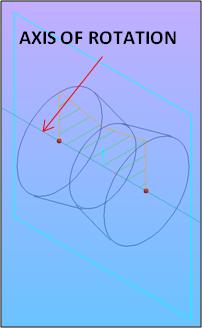 AXIS OF ROTATION